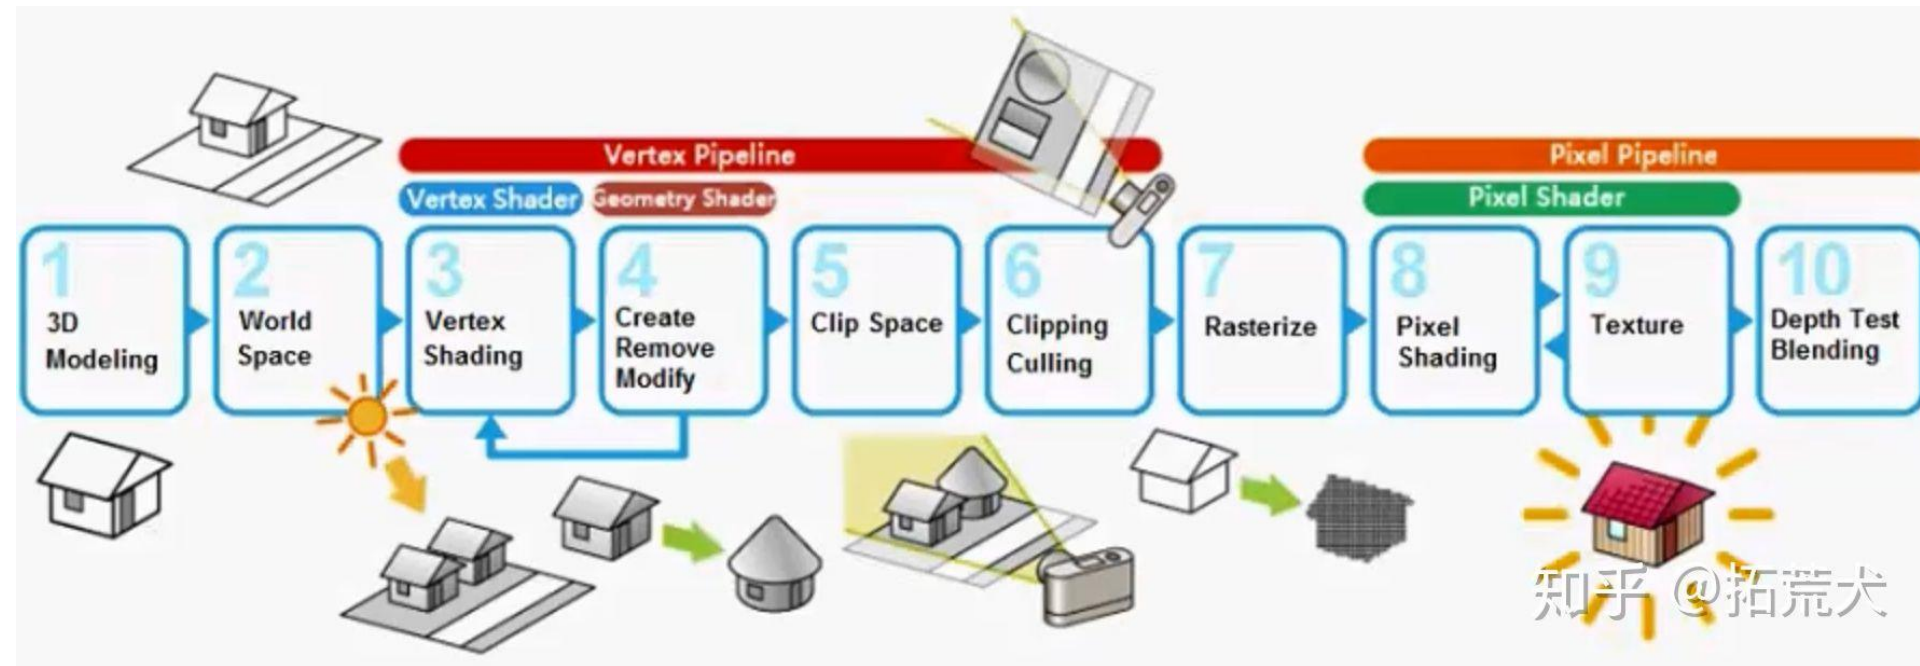 Vertex Pipeline
Pixel Pipeline
Vertex Shader
Geometry Shader
Pixel Shader
1
3D
Modeling
2
World
Space
3
Vertex
Shading
4
Create
Remove
Modify
5
Clip Space
6
Clipping
Culling
7
Rasterize
8
Pixel
Shading
9
Texture
10
Depth Test
Blending
知乎 @拓荒犬